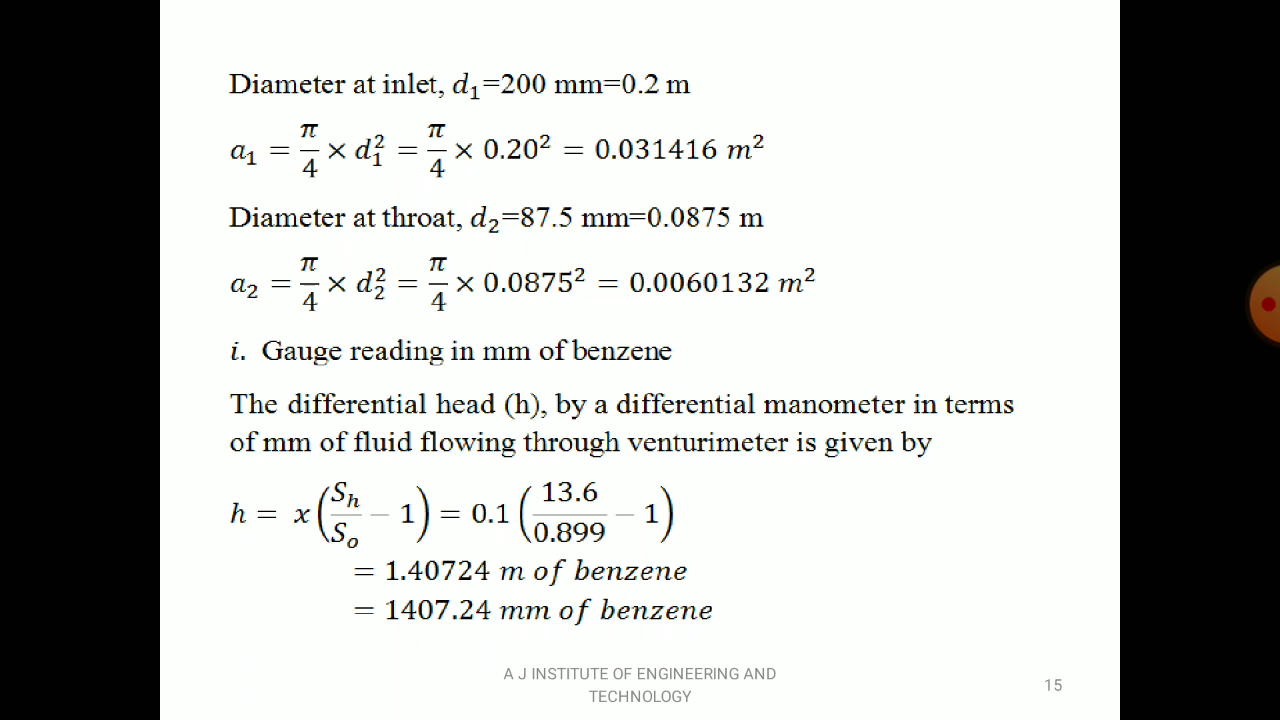 Diameter at inlet, d₁=200 mm=0.2 m
a₁ = π/4 × d₁² = π/4 × 0.20² = 0.031416 m²
Diameter at throat, d₂=87.5 mm=0.0875 m
a₂ = π/4 × d₂² = π/4 × 0.0875² = 0.0060132 m²
i. Gauge reading in mm of benzene
The differential head (h), by a differential manometer in terms
of mm of fluid flowing through venturimeter is given by
h = x(Sₕ/Sₒ − 1) = 0.1(13.6/0.899 − 1)
= 1.40724 m of benzene
= 1407.24 mm of benzene
A J INSTITUTE OF ENGINEERING AND
TECHNOLOGY
15